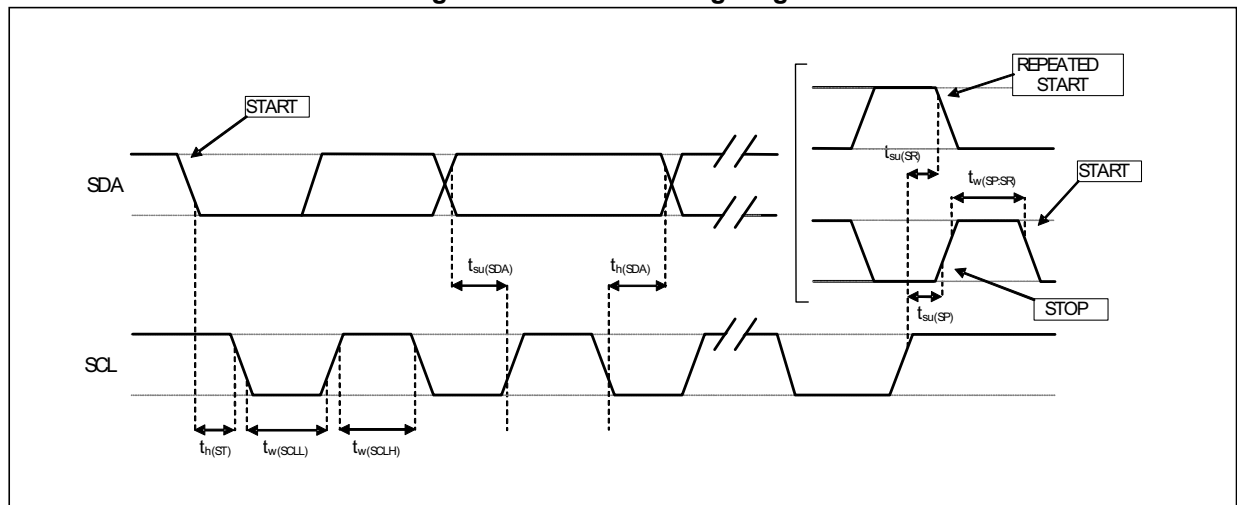 REPEATED
START
START
tsu(SR)
tw(SP:SR)
START
SDA
tsu(SDA)
th(SDA)
tsu(SP)
STOP
SCL
th(ST)
tw(SCLL)
tw(SCLH)